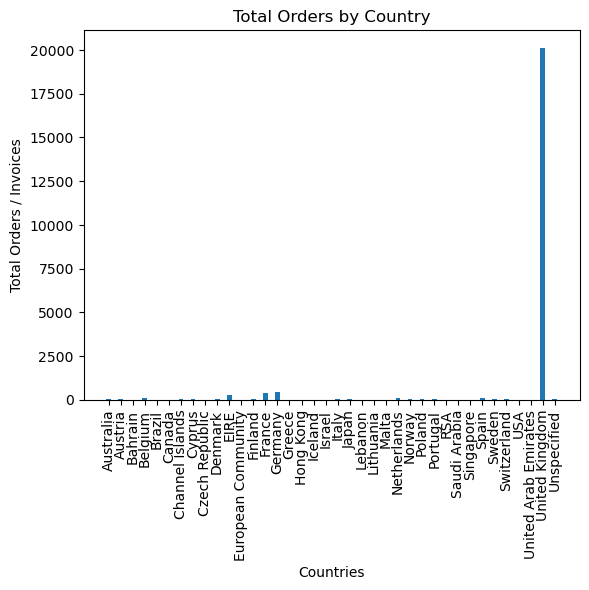 Total Orders by Country
Total Orders / Invoices
20000
17500
15000
12500
10000
7500
5000
2500
0
Australia
Austria
Bahrain
Belgium
Brazil
Canada
Channel Islands
Cyprus
Czech Republic
Denmark
EIRE
European Community
Finland
France
Germany
Greece
Hong Kong
Iceland
Israel
Italy
Japan
Lebanon
Lithuania
Malta
Netherlands
Norway
Poland
Portugal
RSA
Saudi Arabia
Singapore
Spain
Sweden
Switzerland
USA
United Arab Emirates
United Kingdom
Unspecified
Countries